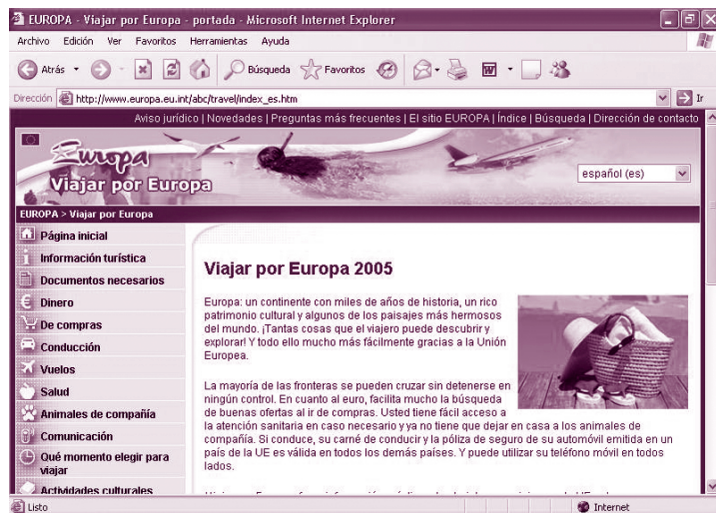 EUROPA - Viajar por Europa - portada - Microsoft Internet Explorer
Archivo Edición Ver Favoritos Herramientas Ayuda
Atrás Búsqueda Favoritos
Dirección http://www.europa.eu.int/abc/travel/index_es.htm Ir
Aviso jurídico | Novedades | Preguntas más frecuentes | El sitio EUROPA | Índice | Búsqueda | Dirección de contacto
Europa
Viajar por Europa
español (es)
EUROPA > Viajar por Europa
Página inicial
Información turística
Documentos necesarios
Dinero
De compras
Conducción
Vuelos
Salud
Animales de compañía
Comunicación
Qué momento elegir para
viajar
Actividades culturales
Viajar por Europa 2005
Europa: un continente con miles de años de historia, un rico
patrimonio cultural y algunos de los paisajes más hermosos
del mundo. ¡Tantas cosas que el viajero puede descubrir y
explorar! Y todo ello mucho más fácilmente gracias a la Unión
Europea.
La mayoría de las fronteras se pueden cruzar sin detenerse en
ningún control. En cuanto al euro, facilita mucho la búsqueda
de buenas ofertas al ir de compras. Usted tiene fácil acceso a
la atención sanitaria en caso necesario y ya no tiene que dejar en casa a los animales de
compañía. Si conduce, su carné de conducir y la póliza de seguro de su automóvil emitida en un
país de la UE es válida en todos los demás países. Y puede utilizar su teléfono móvil en todos
lados.
Listo
Internet